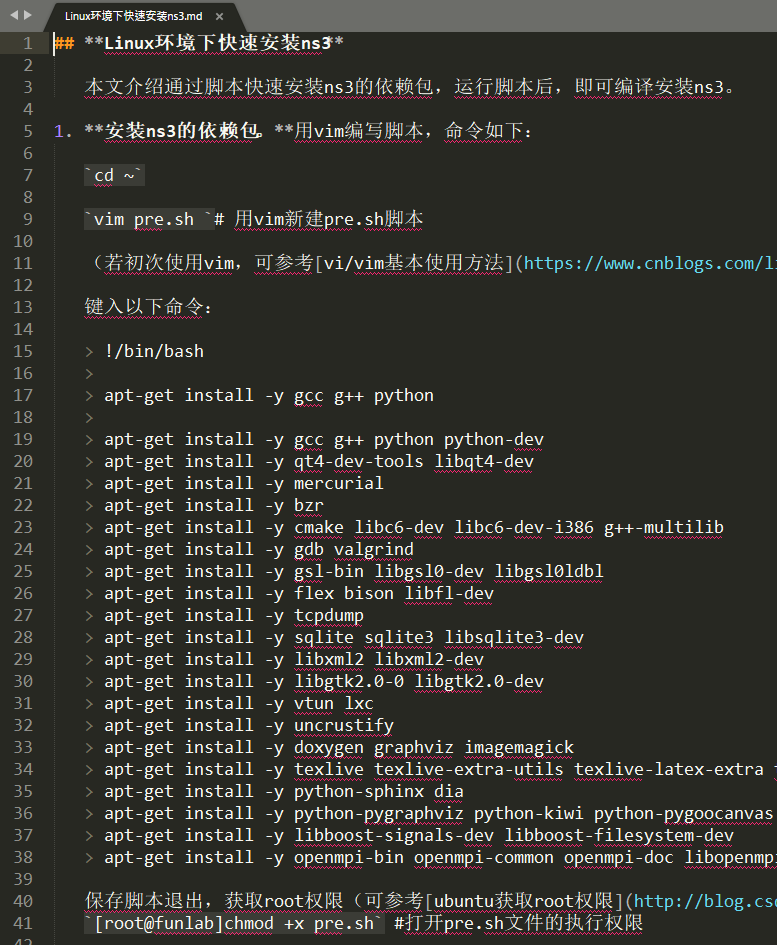 Linux环境下快速安装ns3.md ×
1 ## **Linux环境下快速安装ns3**
2
3 本文介绍通过脚本快速安装ns3的依赖包，运行脚本后，即可编译安装ns3。
4
5 1. **安装ns3的依赖包。**用vim编写脚本，命令如下：
6
7 `cd ~`
8
9 `vim pre.sh `# 用vim新建pre.sh脚本
10
11 （若初次使用vim，可参考[vi/vim基本使用方法](https://www.cnblogs.com/li
12
13 键入以下命令：
14
15 > !/bin/bash
16 >
17 > apt-get install -y gcc g++ python
18 >
19 > apt-get install -y gcc g++ python python-dev
20 > apt-get install -y qt4-dev-tools libqt4-dev
21 > apt-get install -y mercurial
22 > apt-get install -y bzr
23 > apt-get install -y cmake libc6-dev libc6-dev-i386 g++-multilib
24 > apt-get install -y gdb valgrind
25 > apt-get install -y gsl-bin libgsl0-dev libgsl0ldbl
26 > apt-get install -y flex bison libfl-dev
27 > apt-get install -y tcpdump
28 > apt-get install -y sqlite sqlite3 libsqlite3-dev
29 > apt-get install -y libxml2 libxml2-dev
30 > apt-get install -y libgtk2.0-0 libgtk2.0-dev
31 > apt-get install -y vtun lxc
32 > apt-get install -y uncrustify
33 > apt-get install -y doxygen graphviz imagemagick
34 > apt-get install -y texlive texlive-extra-utils texlive-latex-extra
35 > apt-get install -y python-sphinx dia
36 > apt-get install -y python-pygraphviz python-kiwi python-pygoocanvas
37 > apt-get install -y libboost-signals-dev libboost-filesystem-dev
38 > apt-get install -y openmpi-bin openmpi-common openmpi-doc libopenmpi
39
40 保存脚本退出，获取root权限（可参考[ubuntu获取root权限](http://blog.csd
41 `[root@funlab]chmod +x pre.sh` #打开pre.sh文件的执行权限